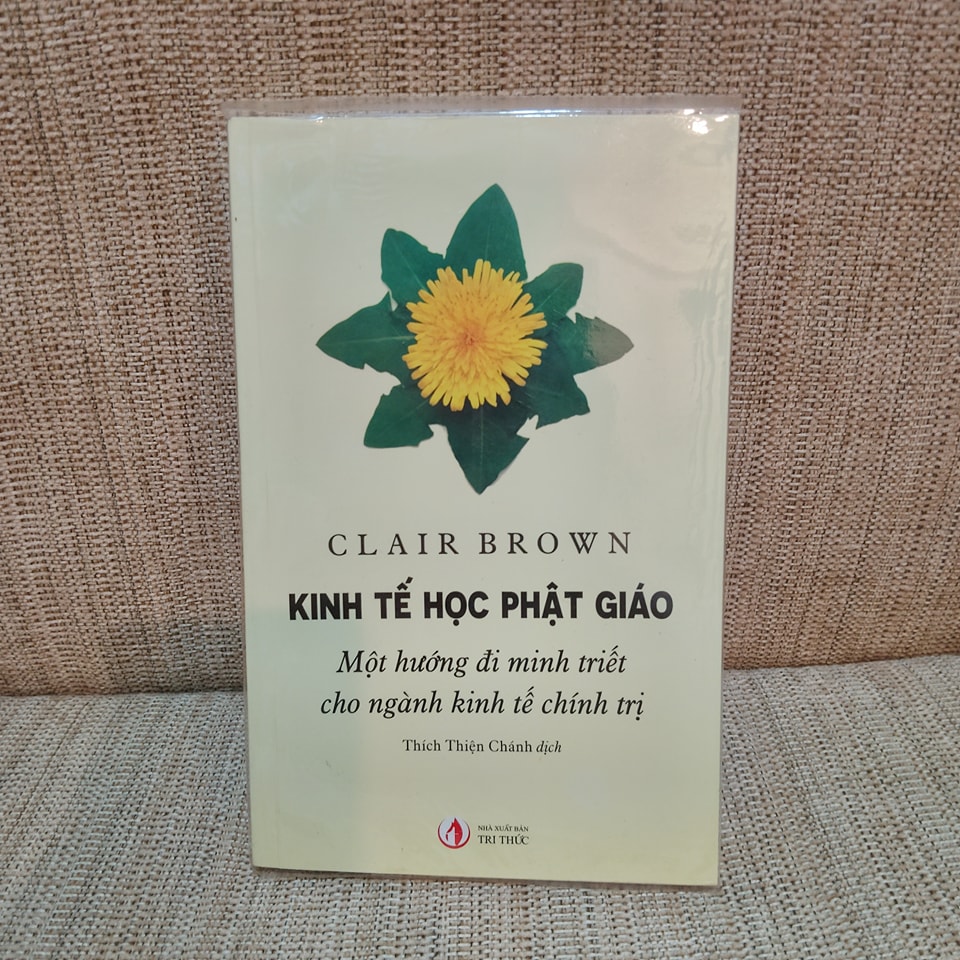 CLAIR BROWN
KINH TẾ HỌC PHẬT GIÁO
Một hướng đi minh triết
cho ngành kinh tế chính trị
Thích Thiện Chánh dịch
NHÀ XUẤT BẢN
TRI THỨC